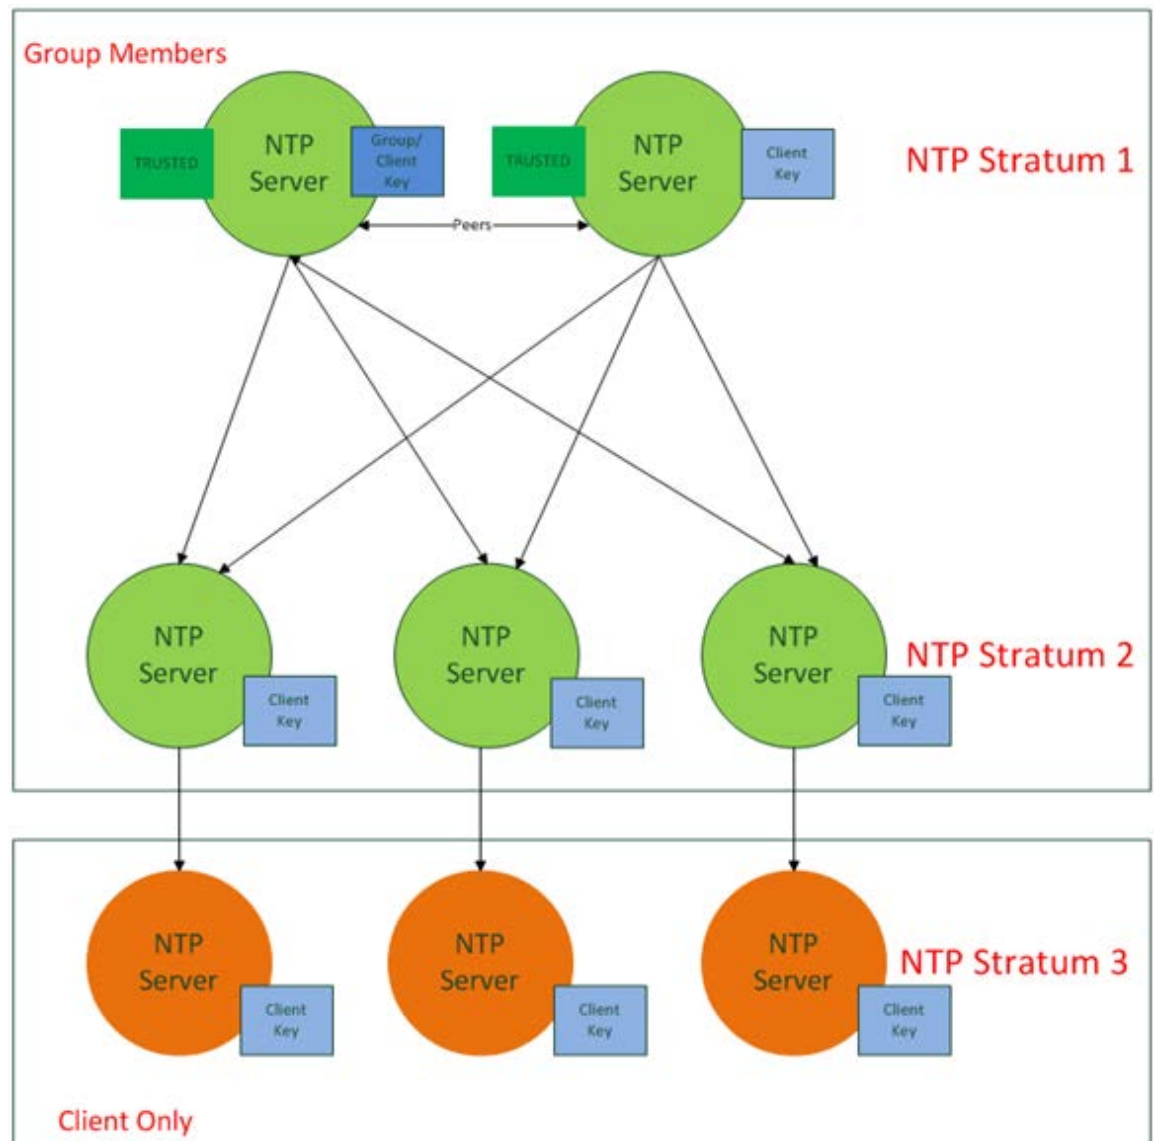 Group Members
TRUSTED
NTP
Server
Group/
Client
Key
TRUSTED
NTP
Server
Client
Key
NTP Stratum 1
Peers
NTP
Server
Client
Key
NTP
Server
Client
Key
NTP
Server
Client
Key
NTP Stratum 2
NTP
Server
Client
Key
NTP
Server
Client
Key
NTP
Server
Client
Key
NTP Stratum 3
Client Only